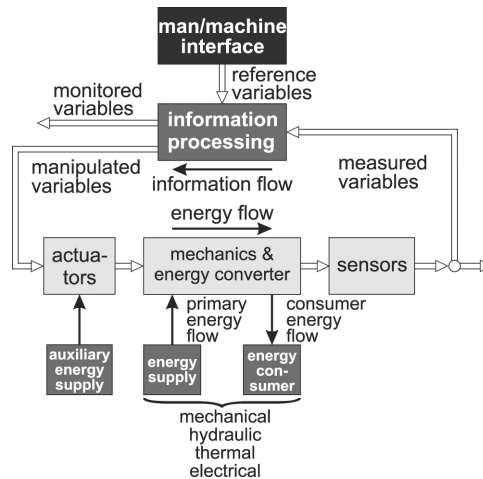 man/machine
interface
reference
variables
monitored
variables
information
processing
manipulated
variables
measured
variables
information flow
energy flow
actua-
tors
mechanics &
energy converter
sensors
primary
energy
flow
consumer
energy
flow
auxiliary
energy
supply
energy
supply
energy
con-
sumer
mechanical
hydraulic
thermal
electrical